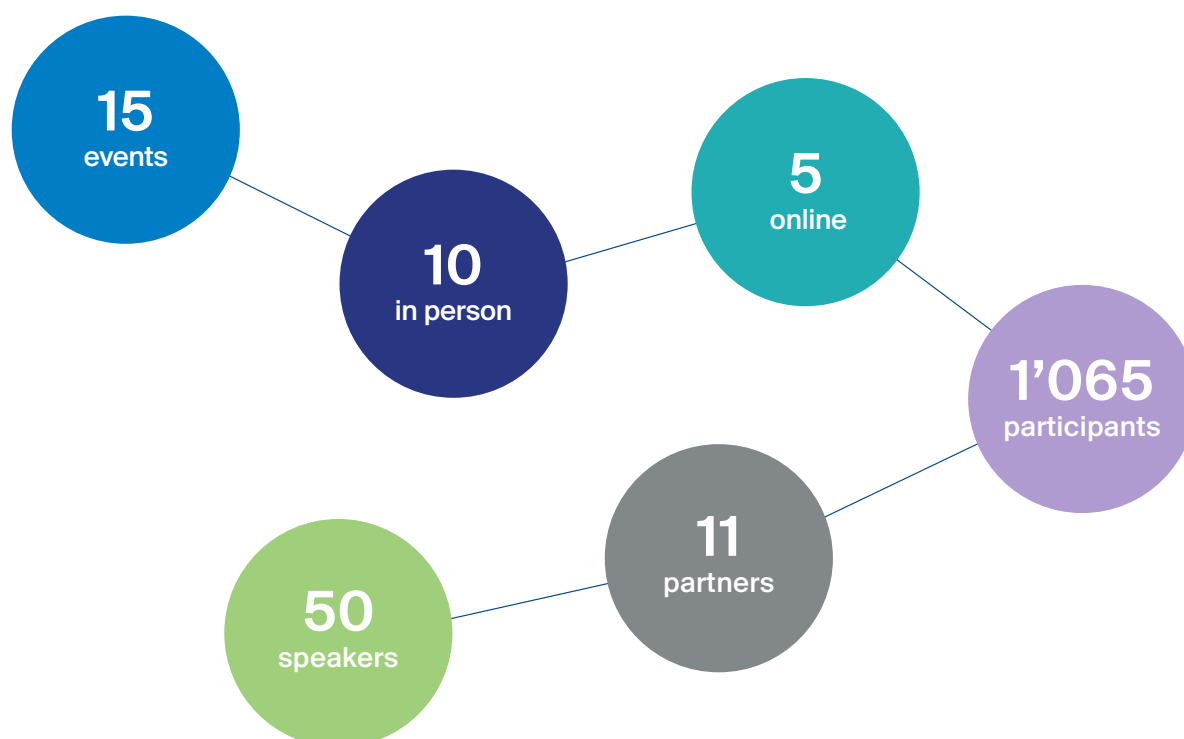 15
events
10
in person
5
online
1’065
participants
11
partners
50
speakers